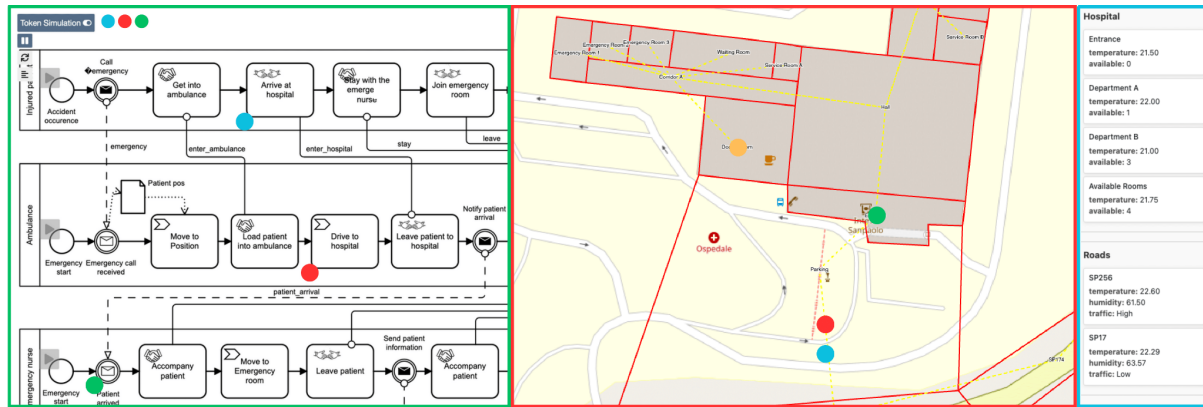 Token Simulation
Injured pa
Call
�emergency
Accident
occurence
Get into
ambulance
Arrive at
hospital
Stay with the
emerge
nurse
Join emergency
room
emergency
enter_ambulance
enter_hospital
stay
leave
Ambulance
Patient pos
Emergency
start
Emergency call
received
Move to
Position
Load patient
into ambulance
Drive to
hospital
Leave patient to
hospital
Notify patient
arrival
patient_arrival
Emergency nurse
Emergency
start
Patient
arrived
Accompany
patient
Move to
Emergency
room
Leave patient
Send patient
information
Accompany
patient
Emergency Room 1
Emergency Room 2
Emergency Room 3
Waiting Room
Service Room A
Service Room B
Corridor A
Hall
Ospedale
Sanpaolo
Parking
SP174
Hospital
Entrance
temperature: 21.50
available: 0
Department A
temperature: 22.00
available: 1
Department B
temperature: 21.00
available: 3
Available Rooms
temperature: 21.75
available: 4
Roads
SP256
temperature: 22.60
humidity: 61.50
traffic: High
SP17
temperature: 22.29
humidity: 63.57
traffic: Low